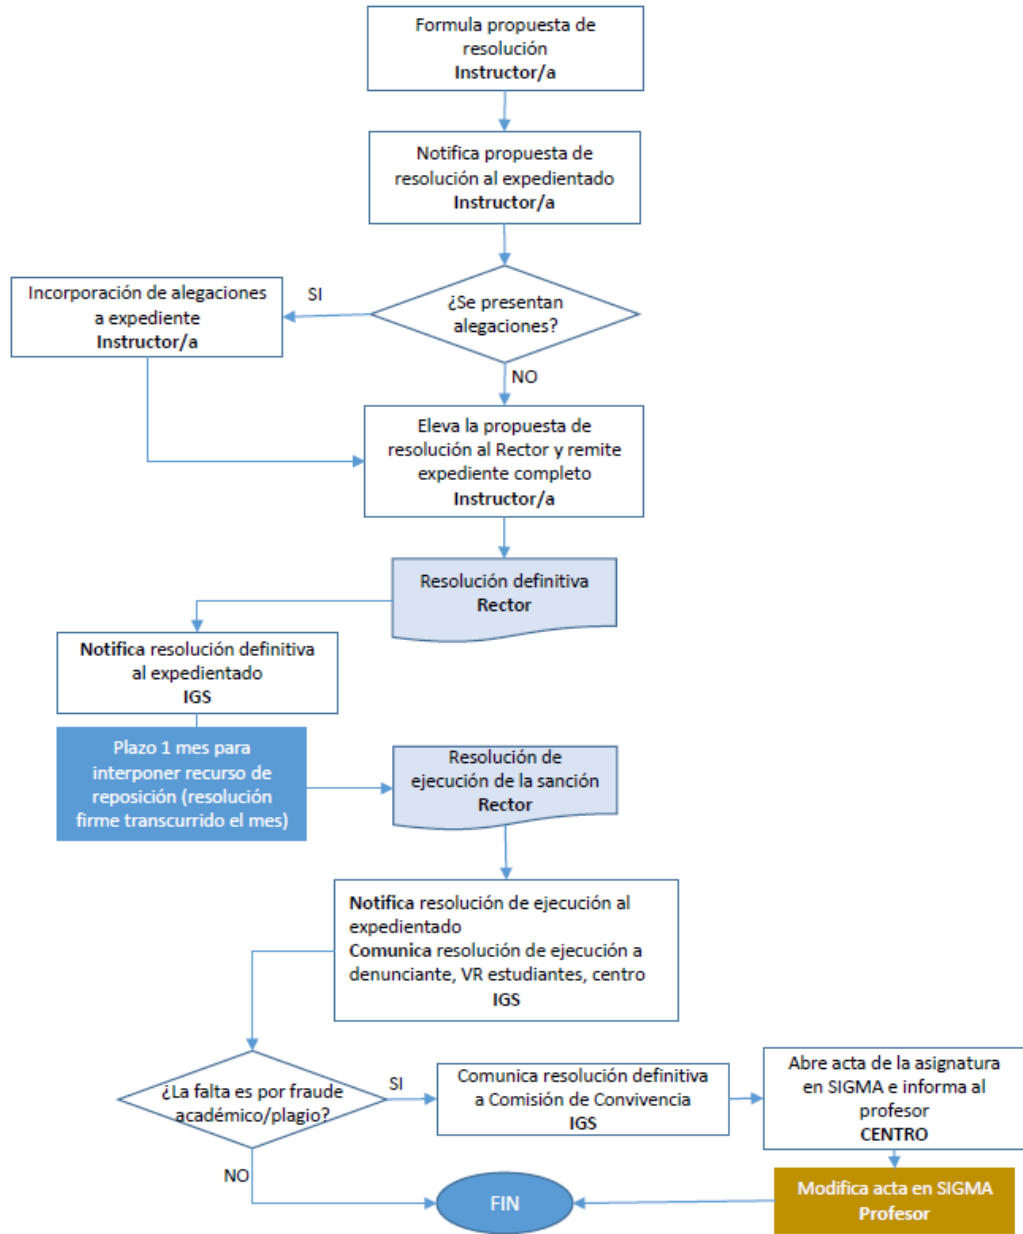 Formula propuesta de
resolución
Instructor/a
Notifica propuesta de
resolución al expedientado
Instructor/a
¿Se presentan
alegaciones?
SI
Incorporación de alegaciones
a expediente
Instructor/a
NO
Eleva la propuesta de
resolución al Rector y remite
expediente completo
Instructor/a
Resolución definitiva
Rector
Notifica resolución definitiva
al expedientado
IGS
Plazo 1 mes para
interponer recurso de
reposición (resolución
firme transcurrido el mes)
Resolución de
ejecución de la sanción
Rector
Notifica resolución de ejecución al
expedientado
Comunica resolución de ejecución a
denunciante, VR estudiantes, centro
IGS
¿La falta es por fraude
académico/plagio?
SI
Comunica resolución definitiva
a Comisión de Convivencia
IGS
Abre acta de la asignatura
en SIGMA e informa al
profesor
CENTRO
NO
Modifica acta en SIGMA
Profesor
FIN